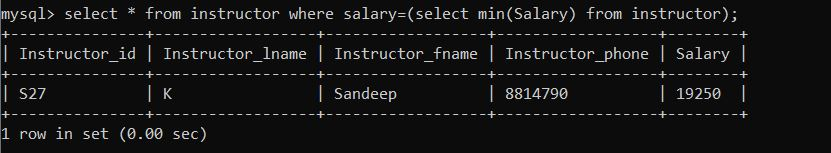 mysql> select * from instructor where salary=(select min(Salary) from instructor);
+---------------+------------------+------------------+------------------+--------+
| Instructor_id | Instructor_lname | Instructor_fname | Instructor_phone | Salary |
+---------------+------------------+------------------+------------------+--------+
| S27           | K                | Sandeep          | 8814790          | 19250  |
+---------------+------------------+------------------+------------------+--------+
1 row in set (0.00 sec)